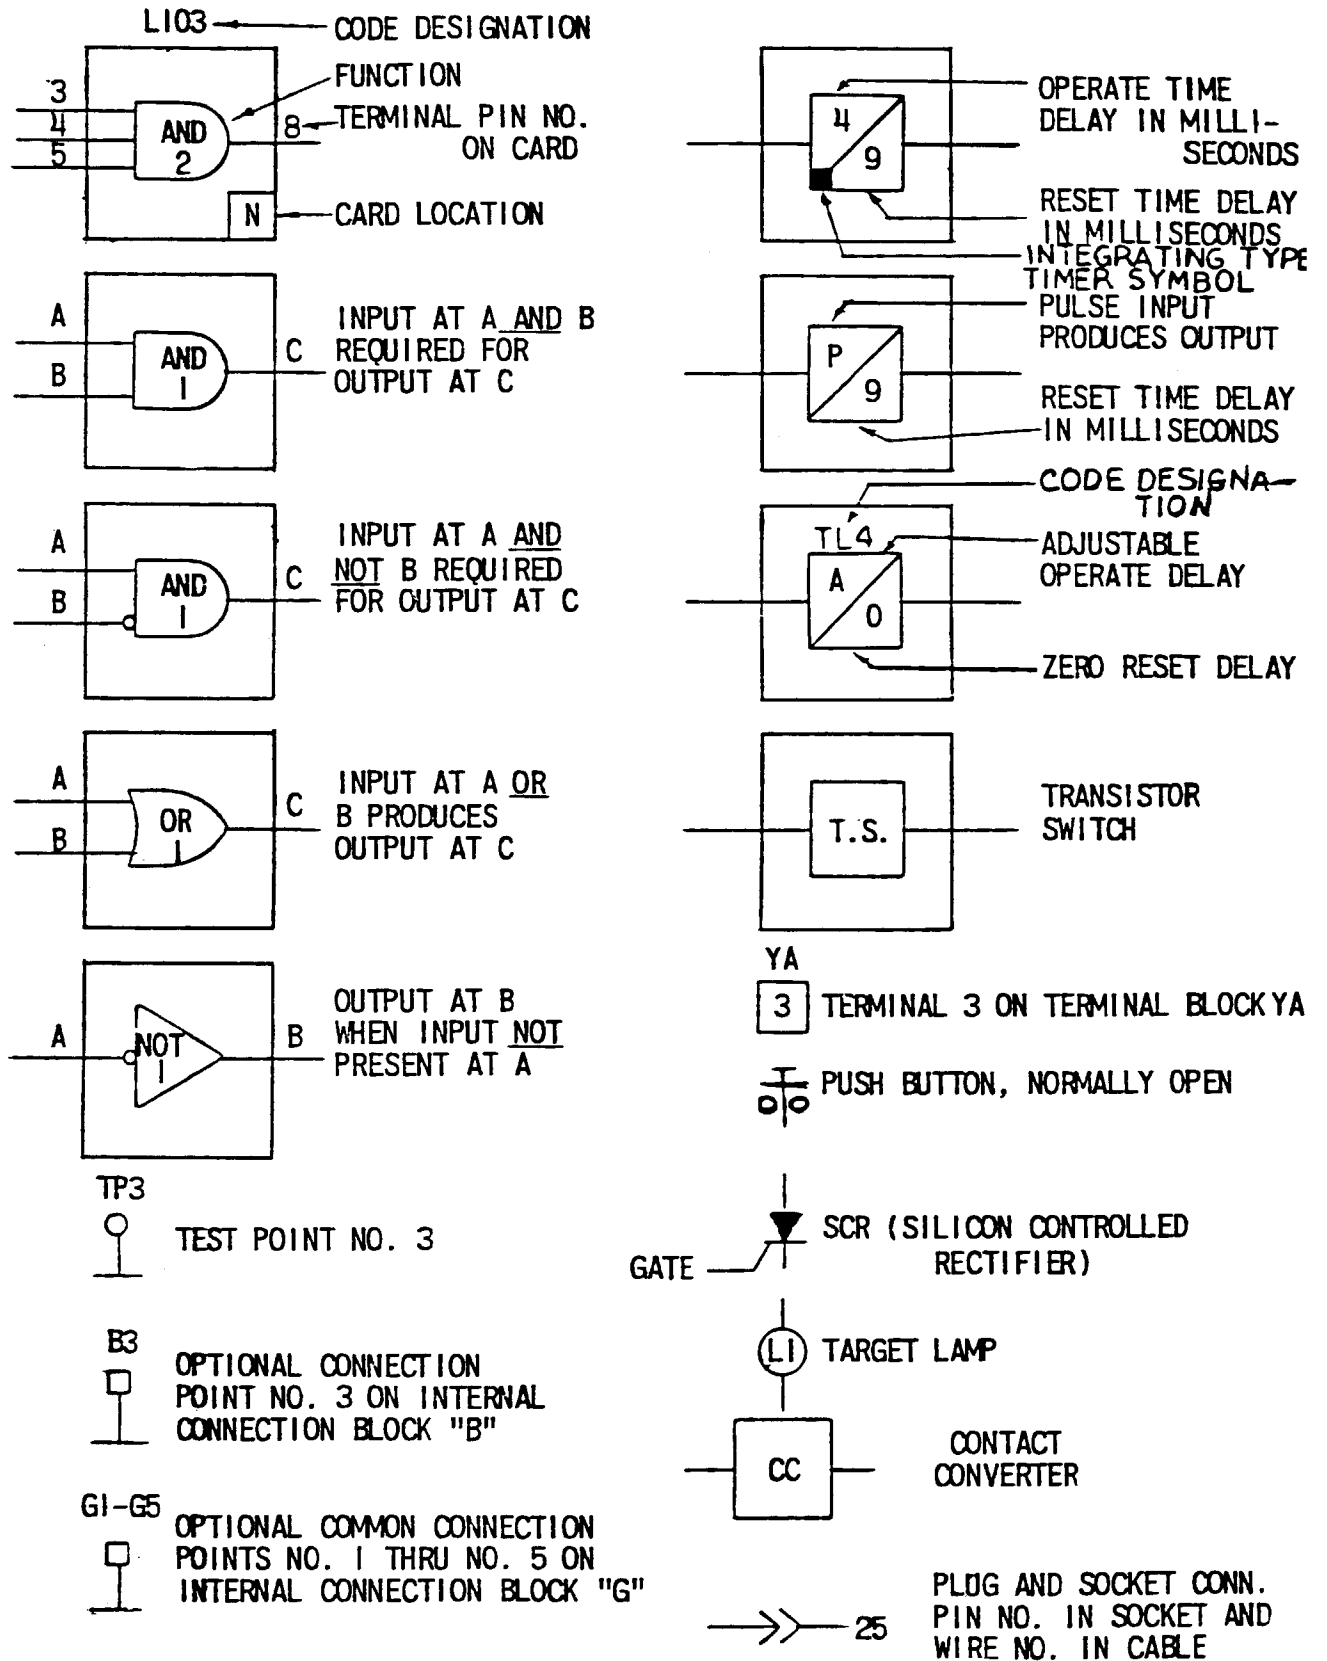 L103
CODE DESIGNATION
FUNCTION
3
4
5
AND
2
8
TERMINAL PIN NO.
ON CARD
N
CARD LOCATION
A
B
AND
1
C
INPUT AT A AND B
REQUIRED FOR
OUTPUT AT C
A
B
AND
1
C
INPUT AT A AND
NOT B REQUIRED
FOR OUTPUT AT C
A
B
OR
1
C
INPUT AT A OR
B PRODUCES
OUTPUT AT C
A
NOT
1
B
OUTPUT AT B
WHEN INPUT NOT
PRESENT AT A
TP3
TEST POINT NO. 3
B3
OPTIONAL CONNECTION
POINT NO. 3 ON INTERNAL
CONNECTION BLOCK "B"
G1-G5
OPTIONAL COMMON CONNECTION
POINTS NO. 1 THRU NO. 5 ON
INTERNAL CONNECTION BLOCK "G"
4
9
OPERATE TIME
DELAY IN MILLI-
SECONDS
RESET TIME DELAY
IN MILLISECONDS
INTEGRATING TYPE
TIMER SYMBOL
P
9
PULSE INPUT
PRODUCES OUTPUT
RESET TIME DELAY
IN MILLISECONDS
CODE DESIGNA-
TION
TL4
A
0
ADJUSTABLE
OPERATE DELAY
ZERO RESET DELAY
T.S.
TRANSISTOR
SWITCH
YA
3
TERMINAL 3 ON TERMINAL BLOCK YA
PUSH BUTTON, NORMALLY OPEN
GATE
SCR (SILICON CONTROLLED
RECTIFIER)
L1
TARGET LAMP
CC
CONTACT
CONVERTER
25
PLUG AND SOCKET CONN.
PIN NO. IN SOCKET AND
WIRE NO. IN CABLE